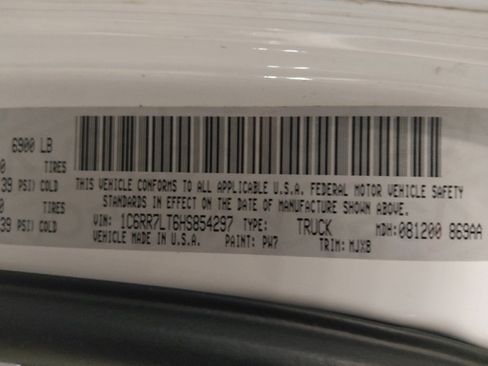 6900 LB
0 TIRES
39 PSI) COLD
THIS VEHICLE CONFORMS TO ALL APPLICABLE U.S.A. FEDERAL MOTOR VEHICLE SAFETY
STANDARDS IN EFFECT ON THE DATE OF MANUFACTURE SHOWN ABOVE.
0 TIRES
39 PSI) COLD
VIN: 1C6RR7LT6HS854297 TYPE: TRUCK MDH: 081200 869AA
VEHICLE MADE IN U.S.A. PAINT: PW7 TRIM: MJX8